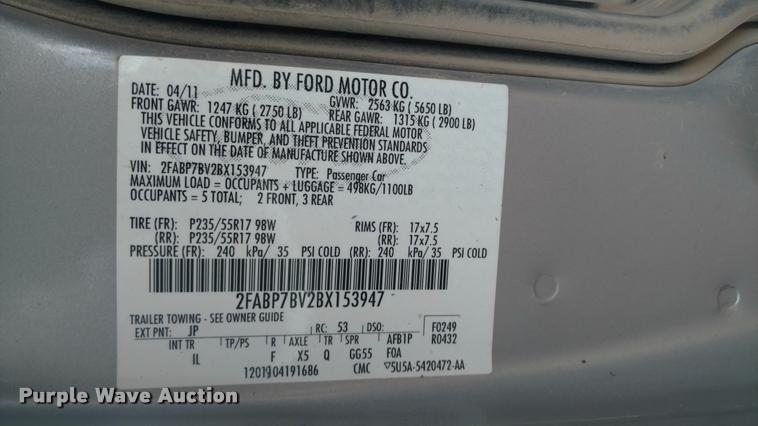 MFD. BY FORD MOTOR CO.
DATE: 04/11 GVWR: 2563 KG ( 5650 LB)
FRONT GAWR: 1247 KG ( 2750 LB) REAR GAWR: 1315 KG ( 2900 LB)
THIS VEHICLE CONFORMS TO ALL APPLICABLE FEDERAL MOTOR
VEHICLE SAFETY, BUMPER, AND THEFT PREVENTION STANDARDS
IN EFFECT ON THE DATE OF MANUFACTURE SHOWN ABOVE.
VIN: 2FABP7BV2BX153947 TYPE: Passenger Car
MAXIMUM LOAD = OCCUPANTS + LUGGAGE = 498KG/1100LB
OCCUPANTS = 5 TOTAL; 2 FRONT, 3 REAR
TIRE (FR): P235/55R17 98W RIMS (FR): 17x7.5
(RR): P235/55R17 98W (RR): 17x7.5
PRESSURE (FR): 240 kPa/ 35 PSI COLD (RR): 240 kPa/ 35 PSI COLD
2FABP7BV2BX153947
TRAILER TOWING - SEE OWNER GUIDE
EXT PNT: JP RC: 53 DSO: F0249
INT TR TP/PS R AXLE TR SPR AFB1P R0432
IL F X5 Q GG55 FOA
1201904191686 CMC ▽5U5A-5420472-AA
Purple Wave Auction